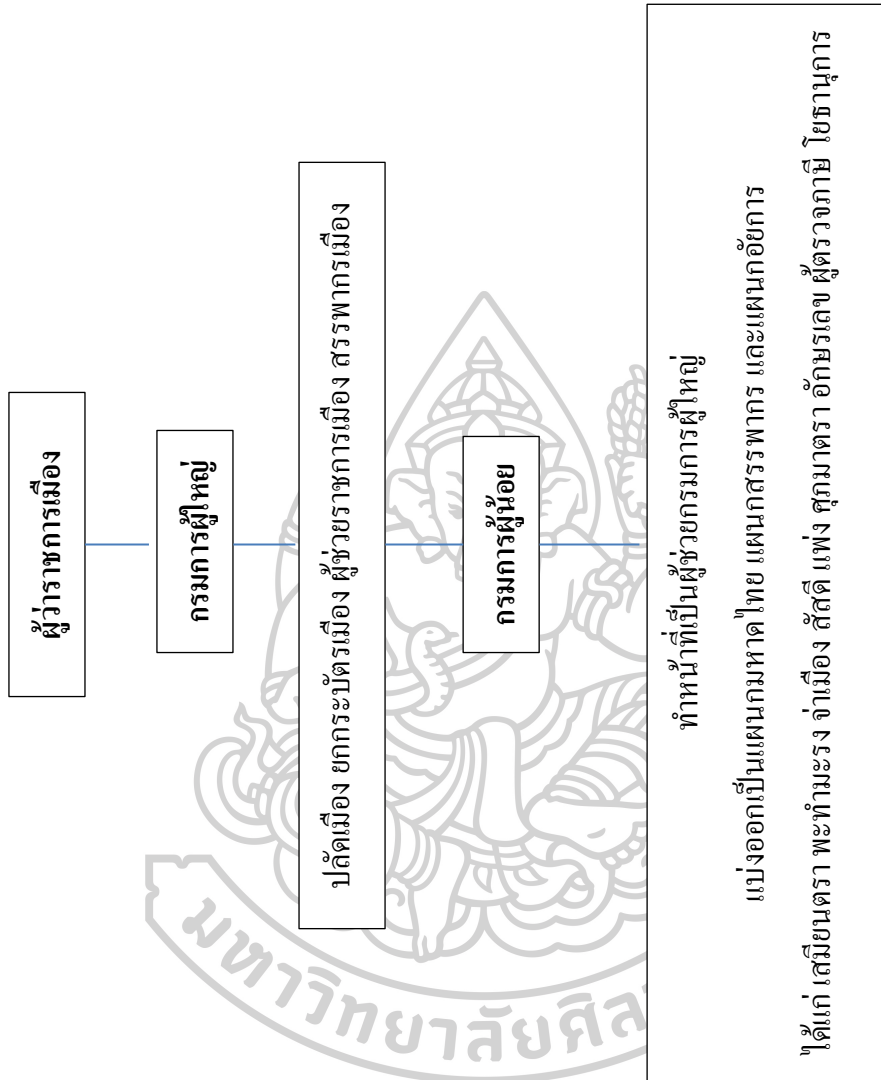 ผู้ว่าราชการเมือง
กรมการผู้ใหญ่
ปลัดเมือง ยกกระบัตรเมือง ผู้ช่วยราชการเมือง สรรพากรเมือง
กรมการผู้น้อย
ทำหน้าที่เป็นผู้ช่วยกรมการผู้ใหญ่
แบ่งออกเป็นแผนกมหาดไทย แผนกสรรพากร และแผนกอัยการ
ได้แก่ เสมียนตรา พะทำมะรง จ่าเมือง สัสดี แพ่ง ศุภมาตรา อักษรเลข ผู้ตรวจภาษี โยธานุการ
มหาวิทยาลัยศิล